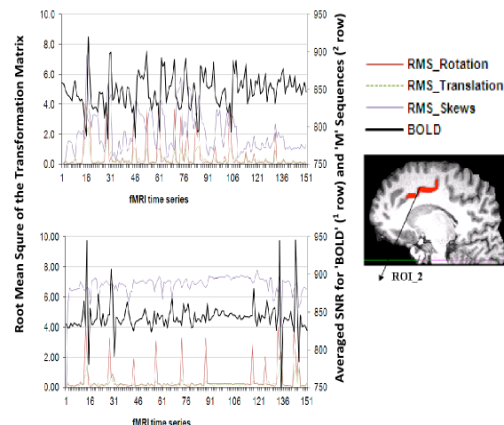 Root Mean Squre of the Transformation Matrix
10.0
8.0
6.0
4.0
2.0
0.0
950
900
850
800
750
1 16 31 46 61 76 91 106 121 136 151
fMRI time series
Averaged SNR for 'BOLD' (¹ row) and 'M' Sequences (² row)
RMS_Rotation
RMS_Translation
RMS_Skews
BOLD
ROI_2
10.00
8.00
6.00
4.00
2.00
0.00
950
900
850
800
750
1 16 31 46 61 76 91 106 121 136 151
fMRI time series